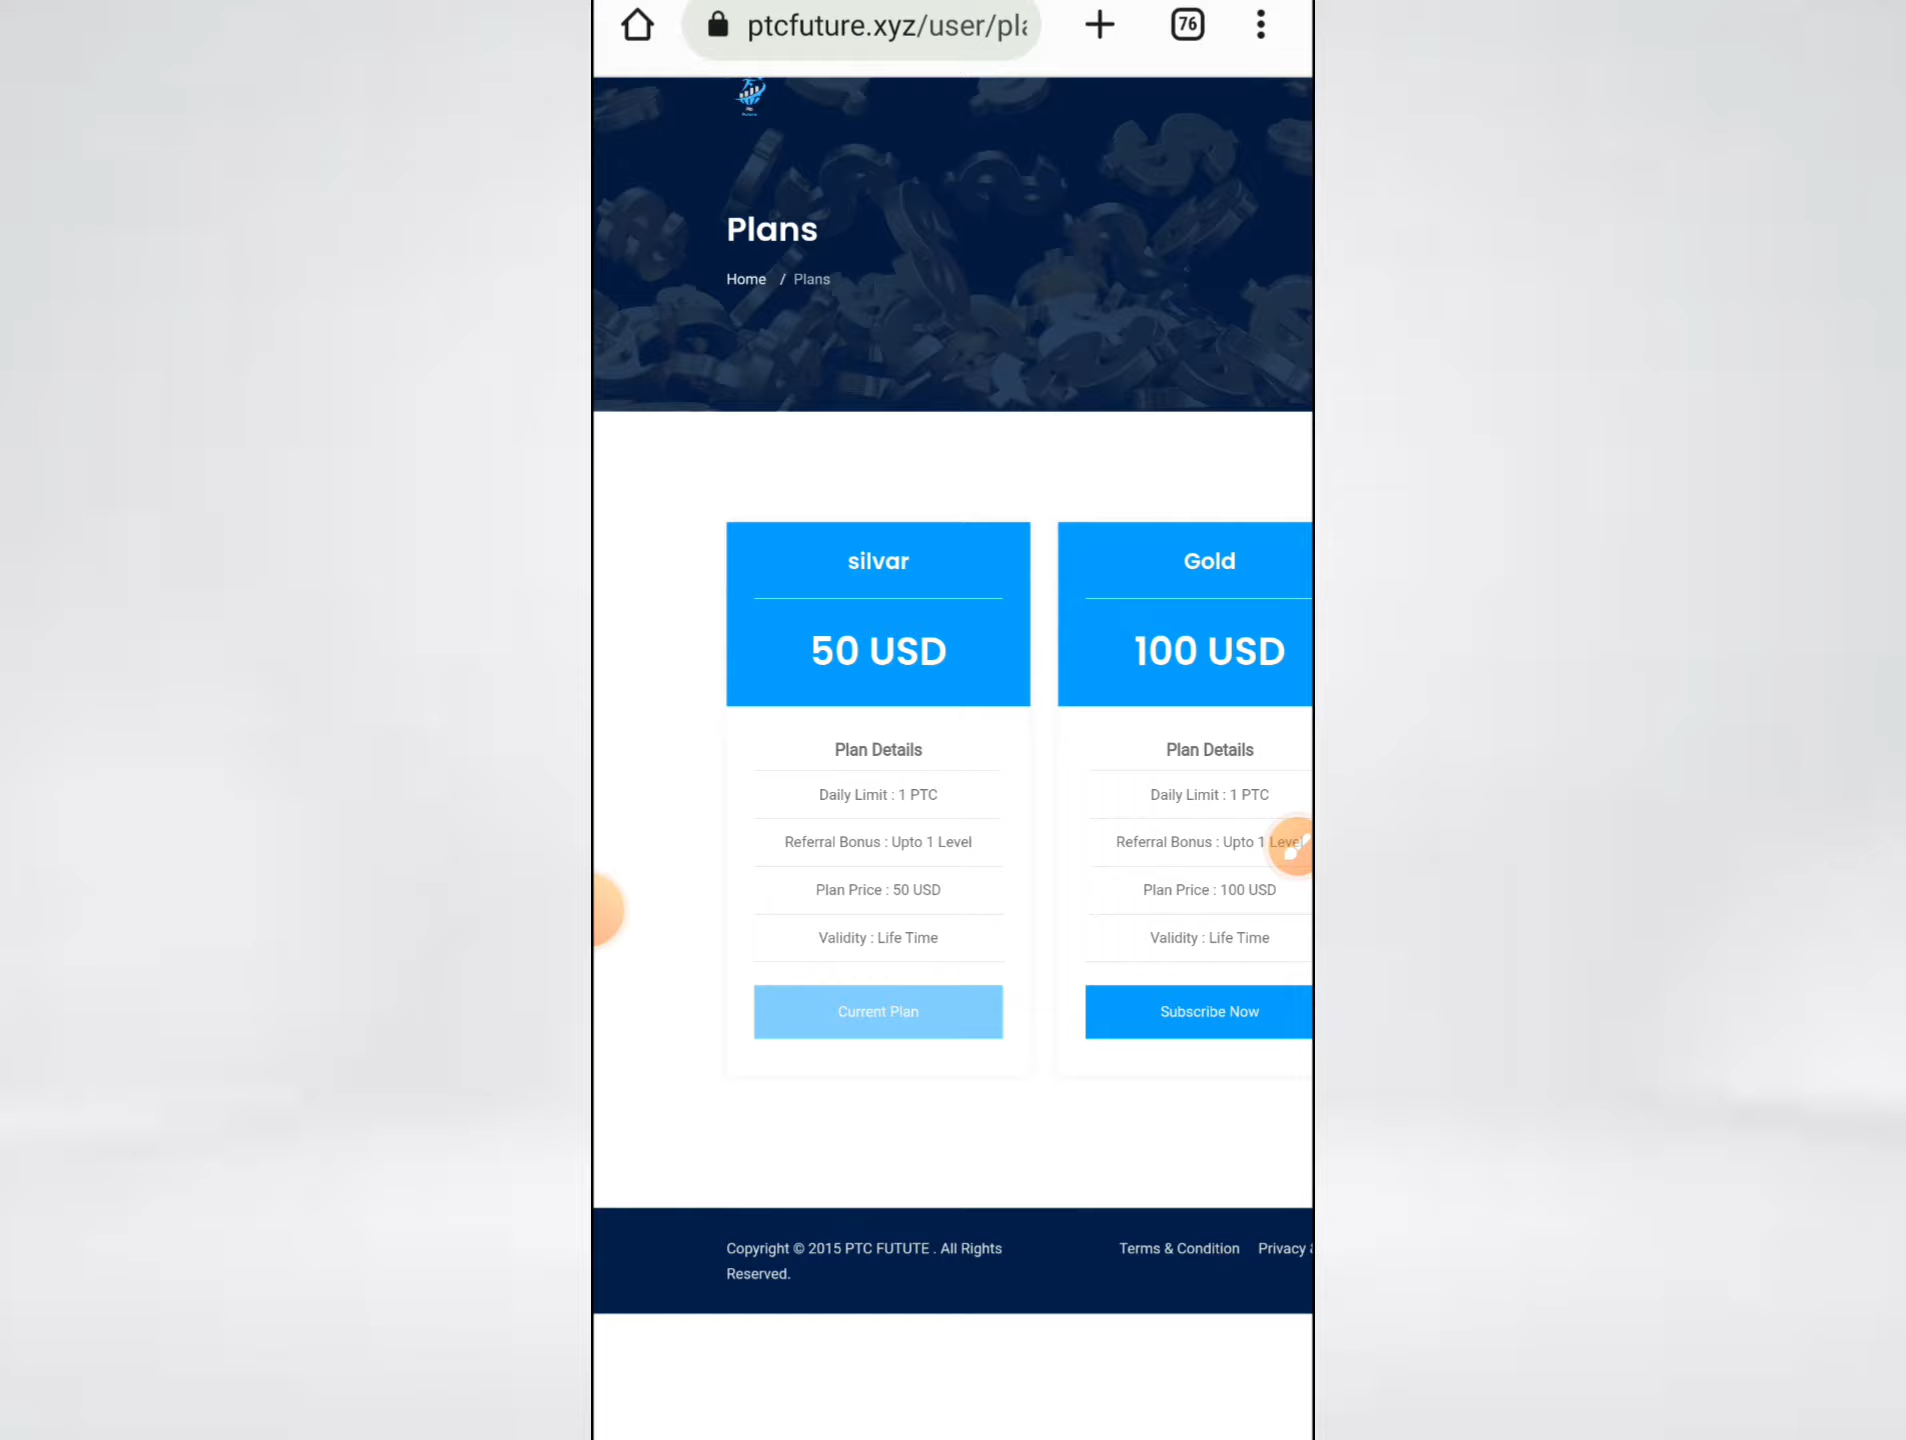 ptcfuture.xyz/user/pla
76
Plans
Home / Plans
silvar
50 USD
Plan Details
Daily Limit : 1 PTC
Referral Bonus : Upto 1 Level
Plan Price : 50 USD
Validity : Life Time
Current Plan
Gold
100 USD
Plan Details
Daily Limit : 1 PTC
Referral Bonus : Upto 1 Level
Plan Price : 100 USD
Validity : Life Time
Subscribe Now
Copyright © 2015 PTC FUTUTE . All Rights
Reserved.
Terms & Condition Privacy &